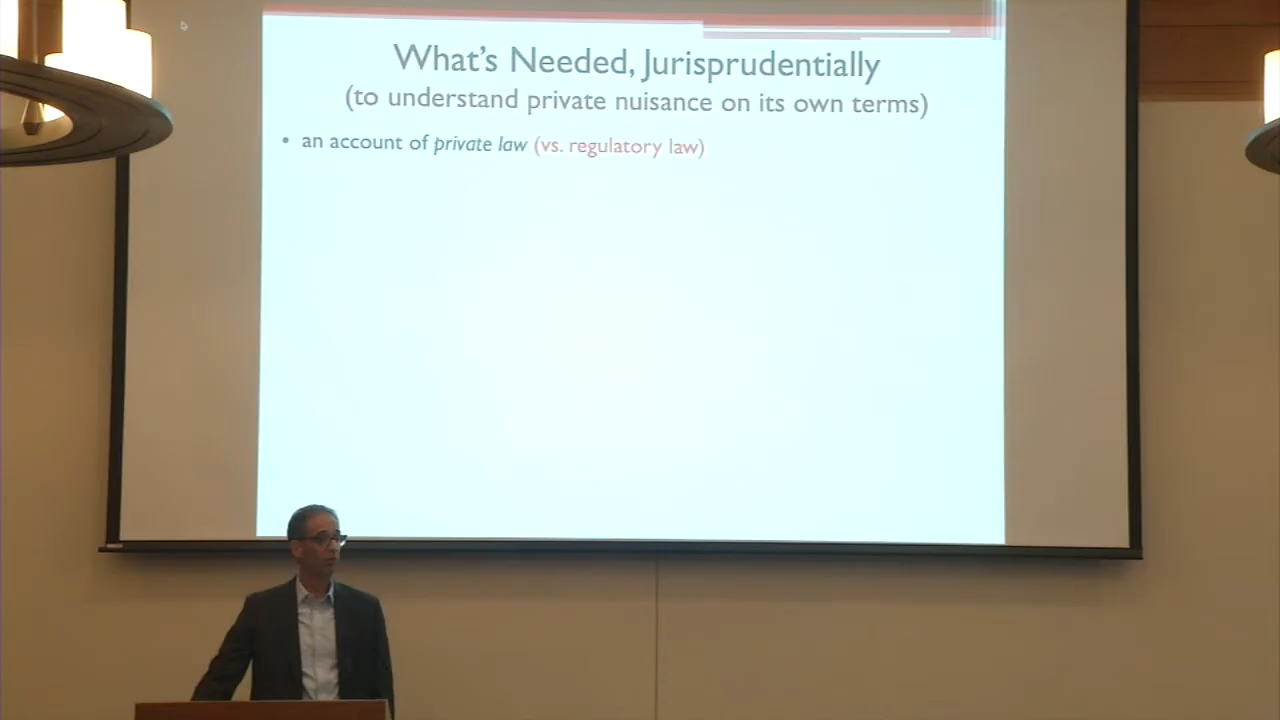 What's Needed, Jurisprudentially
(to understand private nuisance on its own terms)
• an account of private law (vs. regulatory law)